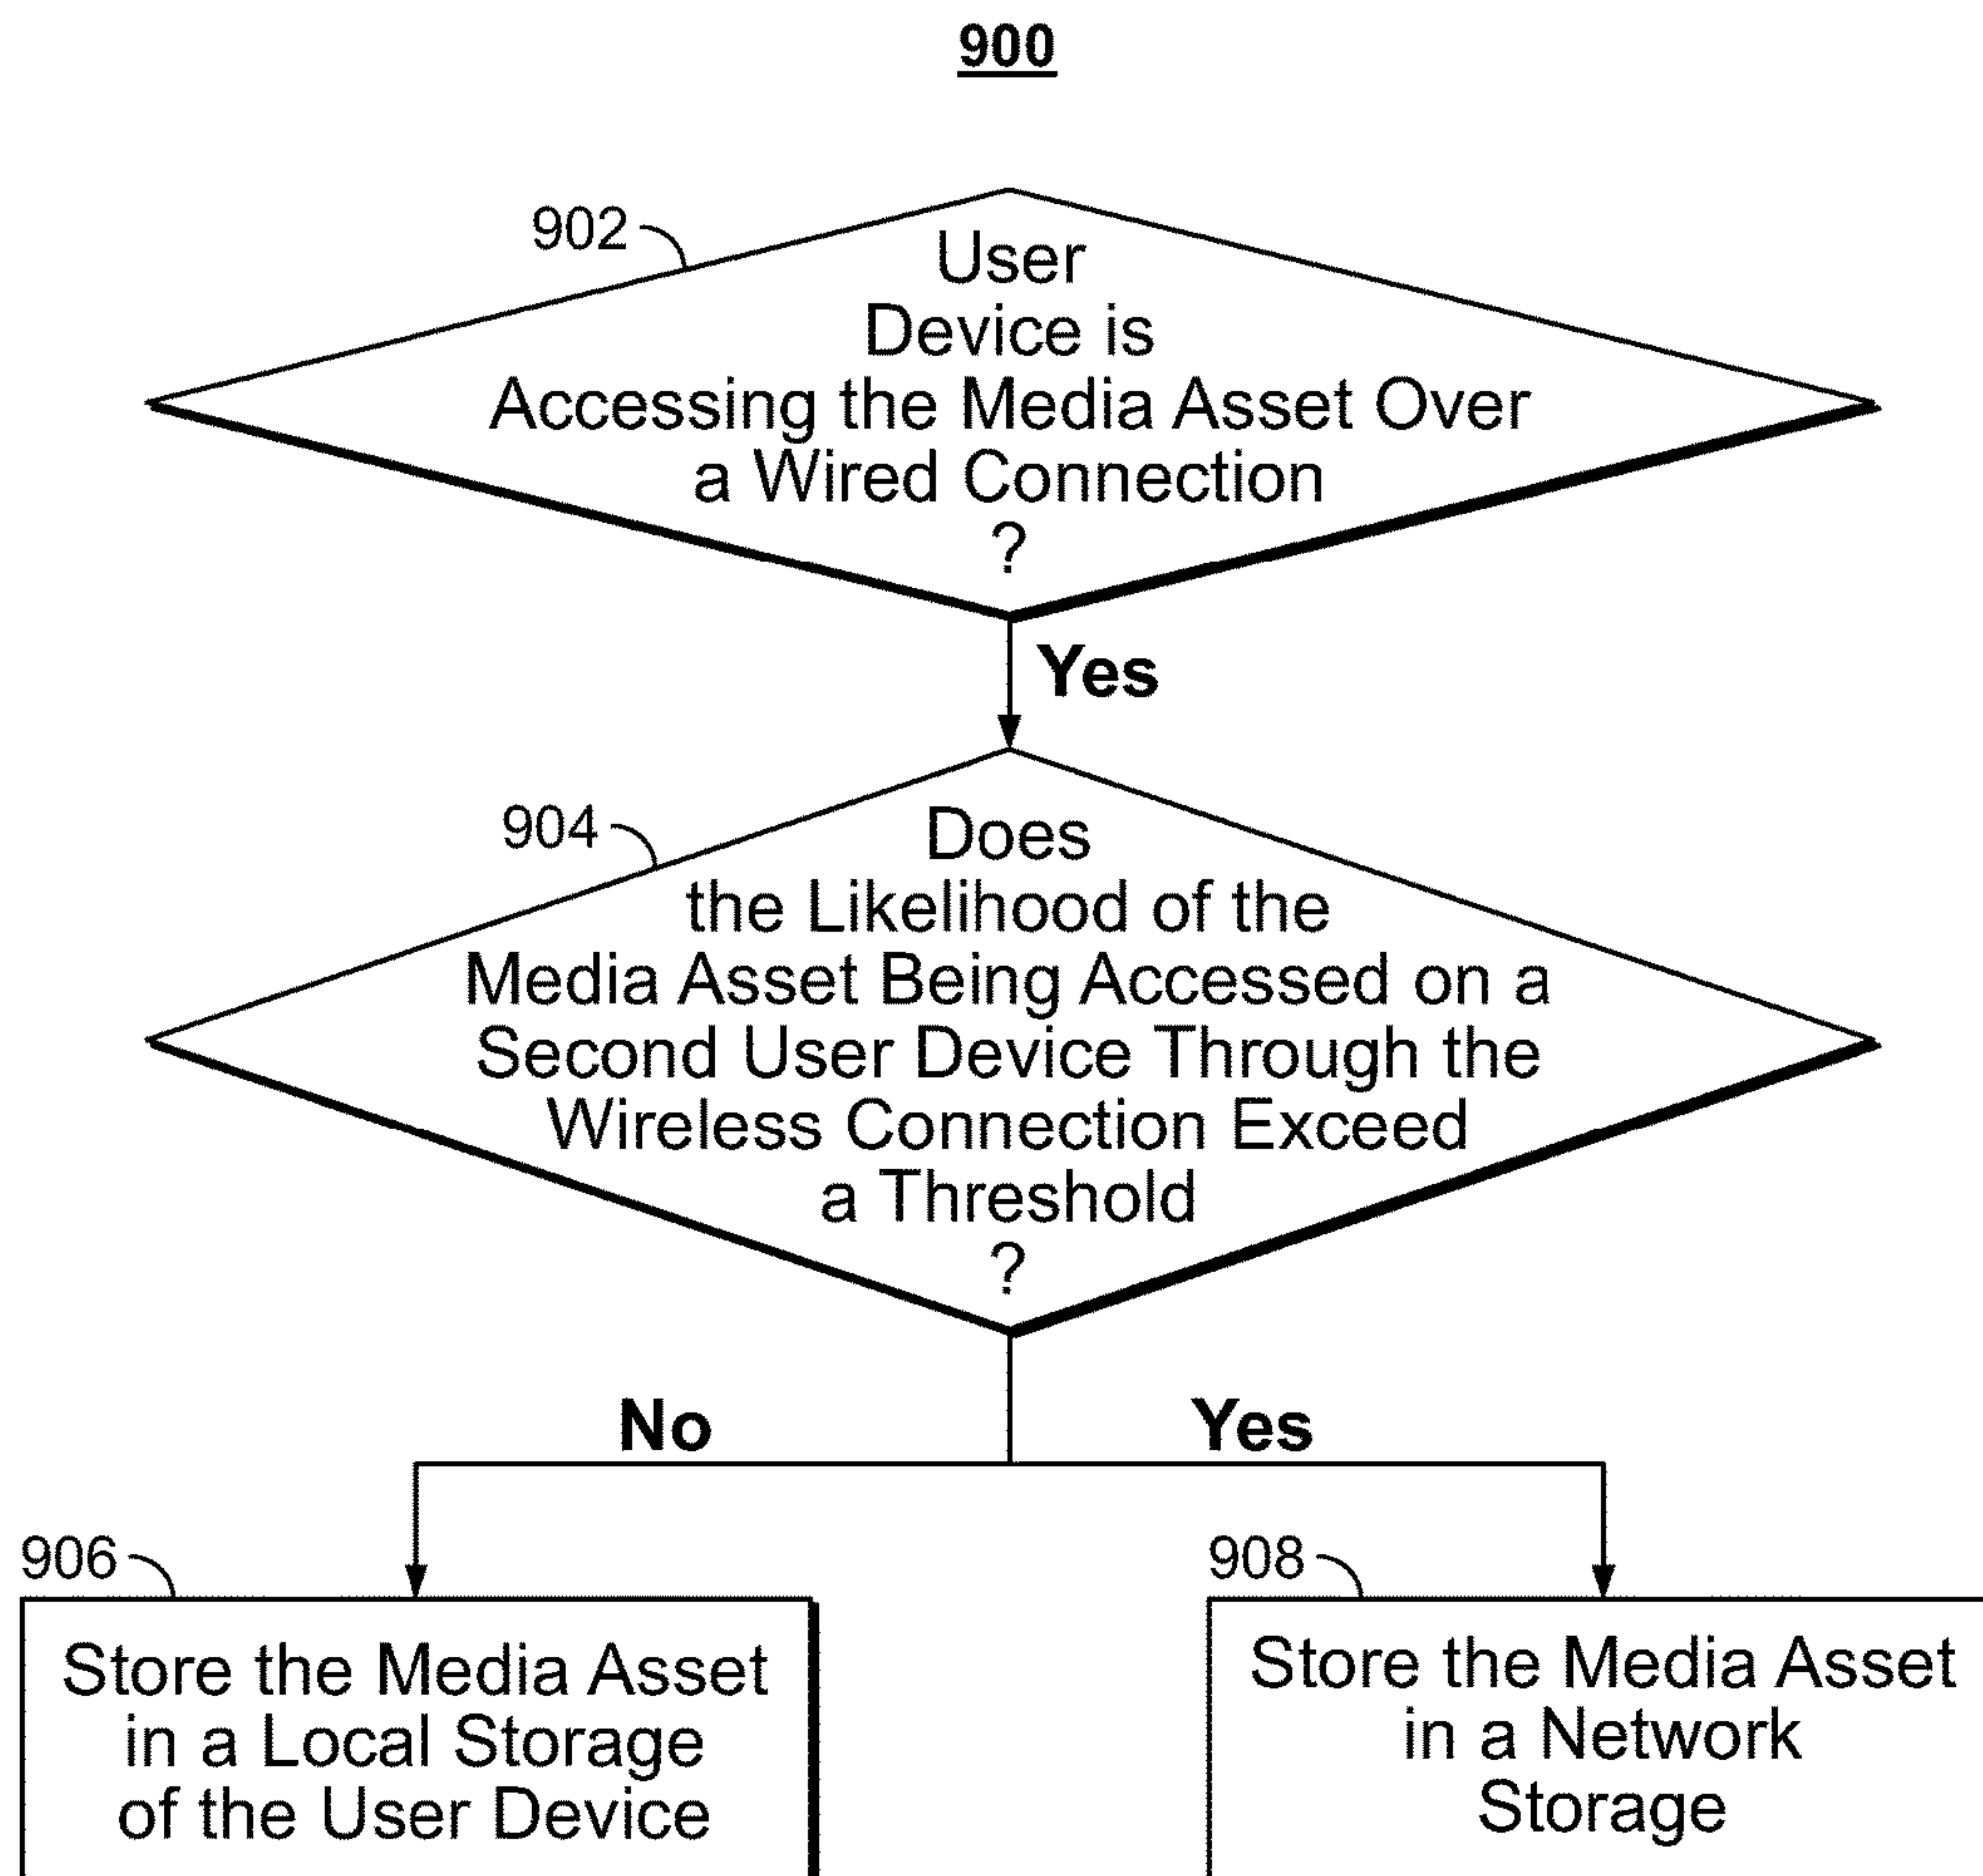 900
902
User
Device is
Accessing the Media Asset Over
a Wired Connection
?
Yes
904
Does
the Likelihood of the
Media Asset Being Accessed on a
Second User Device Through the
Wireless Connection Exceed
a Threshold
?
No
Yes
906
Store the Media Asset
in a Local Storage
of the User Device
908
Store the Media Asset
in a Network
Storage